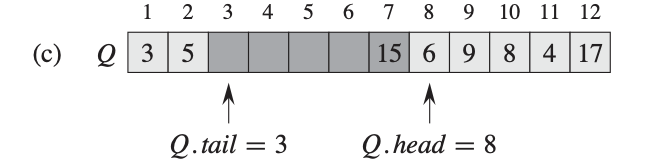 1 2 3 4 5 6 7 8 9 10 11 12
(c) Q 3 5 15 6 9 8 4 17
Q.tail = 3 Q.head = 8